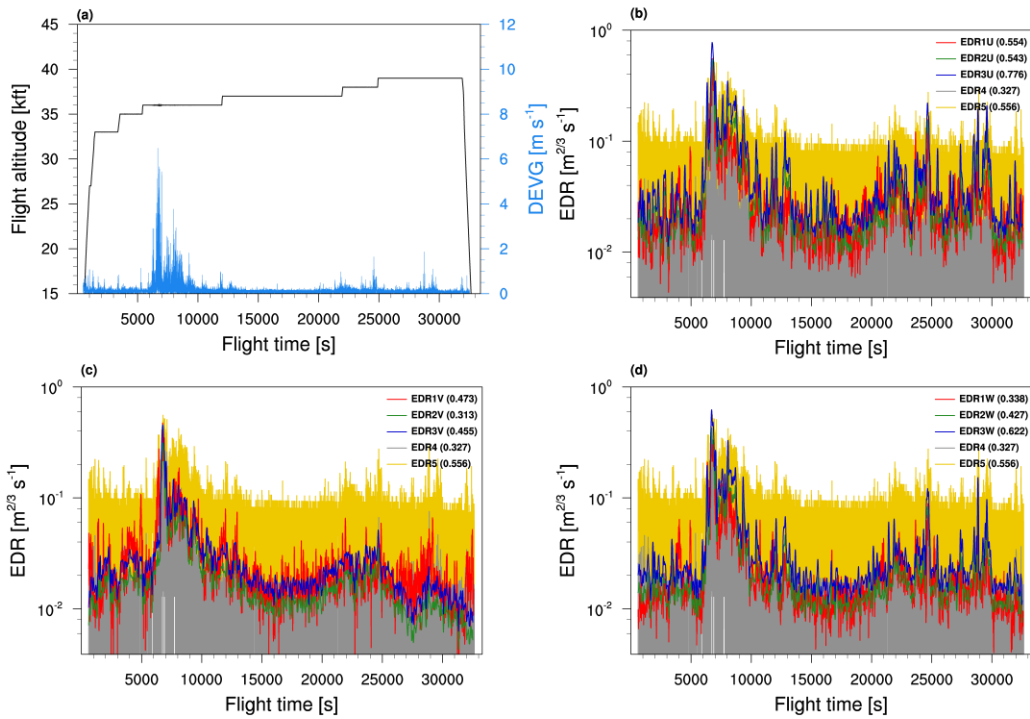 (a)
45
40
35
30
25
20
15
Flight altitude [kft]
12
10
8
6
4
2
0
DEVG [m s-1]
5000 10000 15000 20000 25000 30000
Flight time [s]
(b)
10^0
10^-1
10^-2
EDR [m^2/3 s^-1]
EDR1U (0.554)
EDR2U (0.543)
EDR3U (0.776)
EDR4 (0.327)
EDR5 (0.556)
5000 10000 15000 20000 25000 30000
Flight time [s]
(c)
10^0
10^-1
10^-2
EDR [m^2/3 s^-1]
EDR1V (0.473)
EDR2V (0.313)
EDR3V (0.455)
EDR4 (0.327)
EDR5 (0.556)
5000 10000 15000 20000 25000 30000
Flight time [s]
(d)
10^0
10^-1
10^-2
EDR [m^2/3 s^-1]
EDR1W (0.338)
EDR2W (0.427)
EDR3W (0.622)
EDR4 (0.327)
EDR5 (0.556)
5000 10000 15000 20000 25000 30000
Flight time [s]